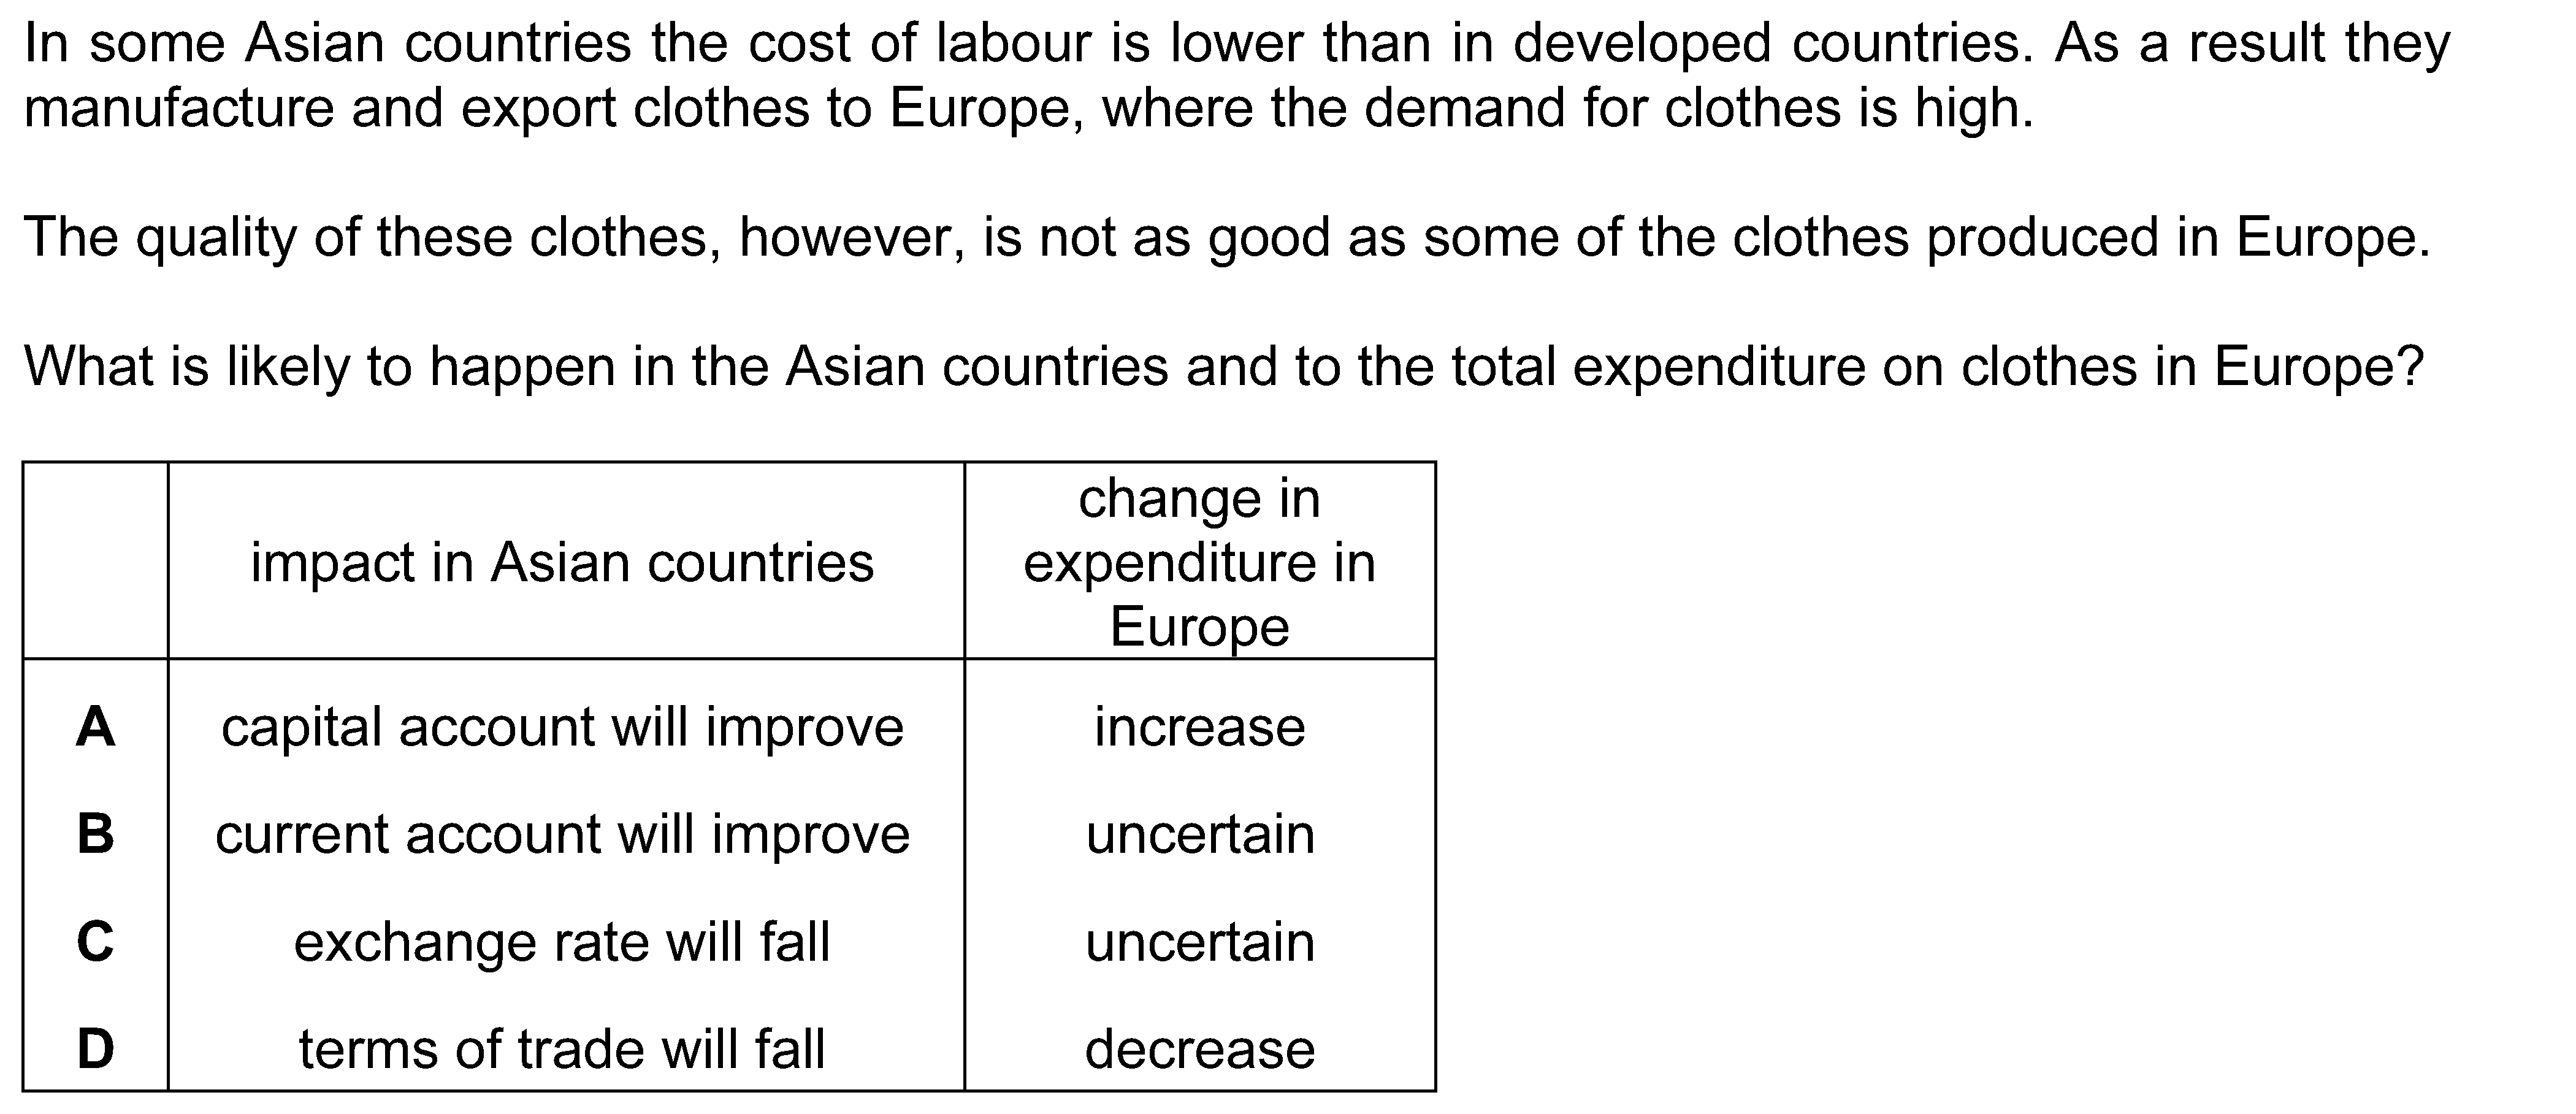 In some Asian countries the cost of labour is lower than in developed countries. As a result they
manufacture and export clothes to Europe, where the demand for clothes is high.
The quality of these clothes, however, is not as good as some of the clothes produced in Europe.
What is likely to happen in the Asian countries and to the total expenditure on clothes in Europe?
impact in Asian countries
change in
expenditure in
Europe
A capital account will improve increase
B current account will improve uncertain
C exchange rate will fall uncertain
D terms of trade will fall decrease